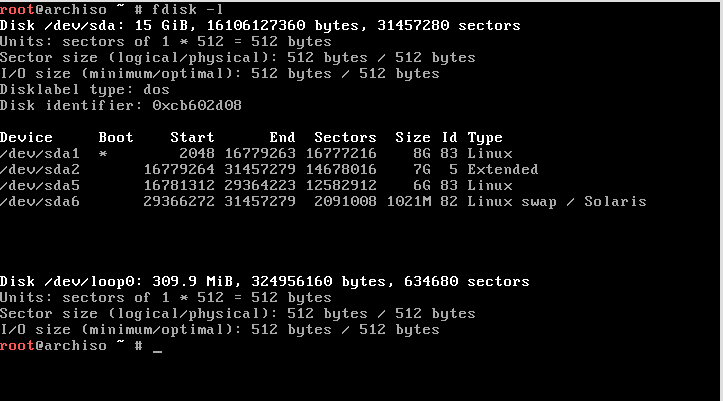 root@archiso ~ # fdisk -l
Disk /dev/sda: 15 GiB, 16106127360 bytes, 31457280 sectors
Units: sectors of 1 * 512 = 512 bytes
Sector size (logical/physical): 512 bytes / 512 bytes
I/O size (minimum/optimal): 512 bytes / 512 bytes
Disklabel type: dos
Disk identifier: 0xcb602d08
Device     Boot    Start      End  Sectors  Size Id Type
/dev/sda1  *        2048 16779263 16777216    8G 83 Linux
/dev/sda2       16779264 31457279 14678016    7G  5 Extended
/dev/sda5       16781312 29364223 12582912    6G 83 Linux
/dev/sda6       29366272 31457279  2091008 1021M 82 Linux swap / Solaris
Disk /dev/loop0: 309.9 MiB, 324956160 bytes, 634680 sectors
Units: sectors of 1 * 512 = 512 bytes
Sector size (logical/physical): 512 bytes / 512 bytes
I/O size (minimum/optimal): 512 bytes / 512 bytes
root@archiso ~ # _